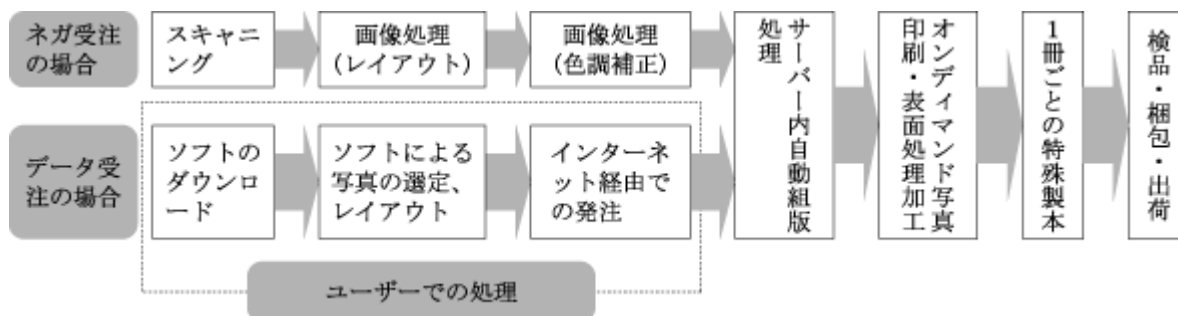 ネガ受注
の場合
スキャニ
ング
画像処理
(レイアウト)
画像処理
(色調補正)
データ受
注の場合
ソフトの
ダウンロ
ード
ソフトによる
写真の選定、
レイアウト
インターネ
ット経由で
の発注
ユーザーでの処理
サーバー内自動組版
処理
オンディマンド写真
印刷・表面処理加工
1冊ごとの特殊製本
検品・梱包・出荷